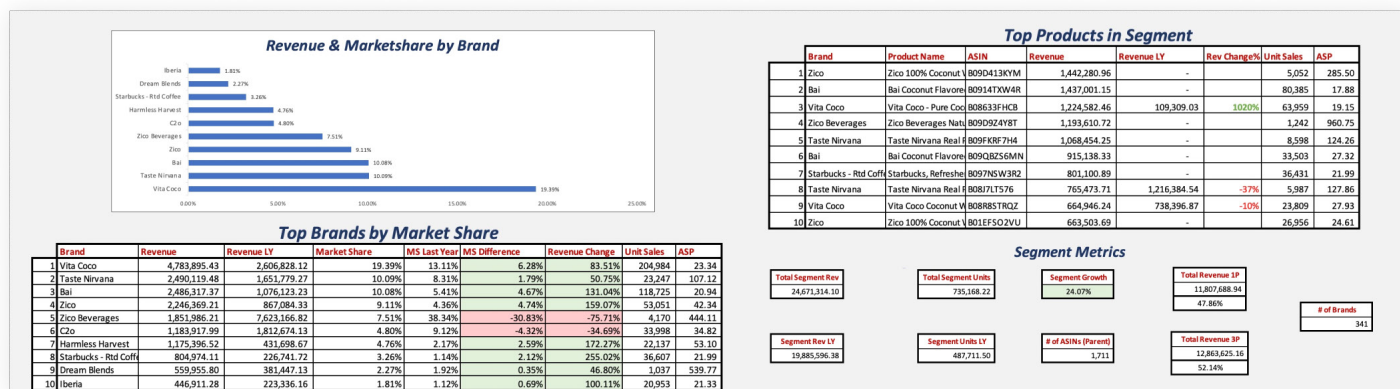 Revenue & Marketshare by Brand
Iberia 1.81%
Dream Blends 2.27%
Starbucks - Rtd Coffee 3.26%
Harmless Harvest 4.76%
C2o 4.80%
Zico Beverages 7.51%
Zico 9.11%
Bai 10.08%
Taste Nirvana 10.09%
Vita Coco 19.39%
0.00% 5.00% 10.00% 15.00% 20.00% 25.00%
Top Brands by Market Share
Brand Revenue Revenue LY Market Share MS Last Year MS Difference Revenue Change Unit Sales ASP
1 Vita Coco 4,783,895.43 2,606,828.12 19.39% 13.11% 6.28% 83.51% 204,984 23.34
2 Taste Nirvana 2,490,119.48 1,651,779.27 10.09% 8.31% 1.79% 50.75% 23,247 107.12
3 Bai 2,486,317.37 1,076,123.23 10.08% 5.41% 4.67% 131.04% 118,725 20.94
4 Zico 2,246,369.21 867,084.33 9.11% 4.36% 4.74% 159.07% 53,051 42.34
5 Zico Beverages 1,851,986.21 7,623,166.82 7.51% 38.34% -30.83% -75.71% 4,170 444.11
6 C2o 1,183,917.99 1,812,674.13 4.80% 9.12% -4.32% -34.69% 33,998 34.82
7 Harmless Harvest 1,175,396.52 431,698.67 4.76% 2.17% 2.59% 172.27% 22,137 53.10
8 Starbucks - Rtd Coff 804,974.11 226,741.72 3.26% 1.14% 2.12% 255.02% 36,607 21.99
9 Dream Blends 559,955.80 381,447.13 2.27% 1.92% 0.35% 46.80% 1,037 539.77
10 Iberia 446,911.28 223,336.16 1.81% 1.12% 0.69% 100.11% 20,953 21.33
Top Products in Segment
Brand Product Name ASIN Revenue Revenue LY Rev Change% Unit Sales ASP
1 Zico Zico 100% Coconut B09D413KYM 1,442,280.96 - 5,052 285.50
2 Bai Bai Coconut Flavore B0914TXW4R 1,437,001.15 - 80,385 17.88
3 Vita Coco Vita Coco - Pure Coc B08633FHCB 1,224,582.46 109,309.03 1020% 63,959 19.15
4 Zico Beverages Zico Beverages Natu B09D9Z4Y8T 1,193,610.72 - 1,242 960.75
5 Taste Nirvana Taste Nirvana Real F B09FKRF7H4 1,068,454.25 - 8,598 124.26
6 Bai Bai Coconut Flavore B09QBZS6MN 915,138.33 - 33,503 27.32
7 Starbucks - Rtd Coff Starbucks, Refreshe B097NSW3R2 801,100.89 - 36,431 21.99
8 Taste Nirvana Taste Nirvana Real F B08J7LT576 765,473.71 1,216,384.54 -37% 5,987 127.86
9 Vita Coco Vita Coco Coconut W B08R8STRQZ 664,946.24 738,396.87 -10% 23,809 27.93
10 Zico Zico 100% Coconut B01EFSO2VU 663,503.69 - 26,956 24.61
Segment Metrics
Total Segment Rev
24,671,314.10
Total Segment Units
735,168.22
Segment Growth
24.07%
Total Revenue 1P
11,807,688.94
47.86%
# of Brands
341
Segment Rev LY
19,885,596.38
Segment Units LY
487,711.50
# of ASINs (Parent)
1,711
Total Revenue 3P
12,863,625.16
52.14%